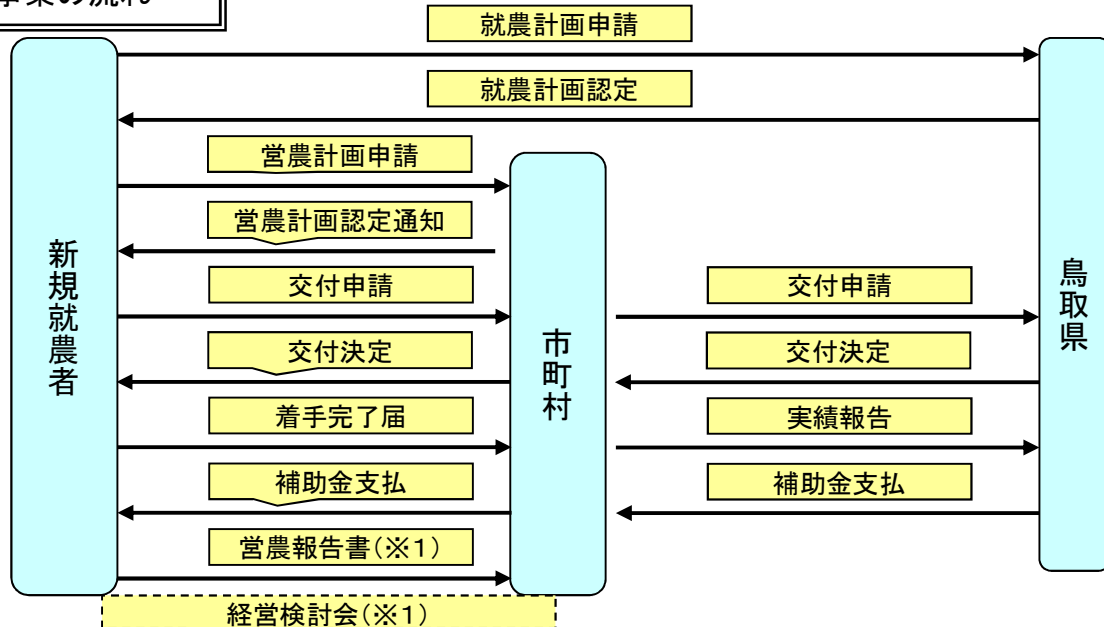 事業の流れ
就農計画申請
就農計画認定
営農計画申請
営農計画認定通知
交付申請
交付申請
交付決定
交付決定
着手完了届
実績報告
補助金支払
補助金支払
営農報告書(※1)
経営検討会(※1)
新規就農者
市町村
鳥取県